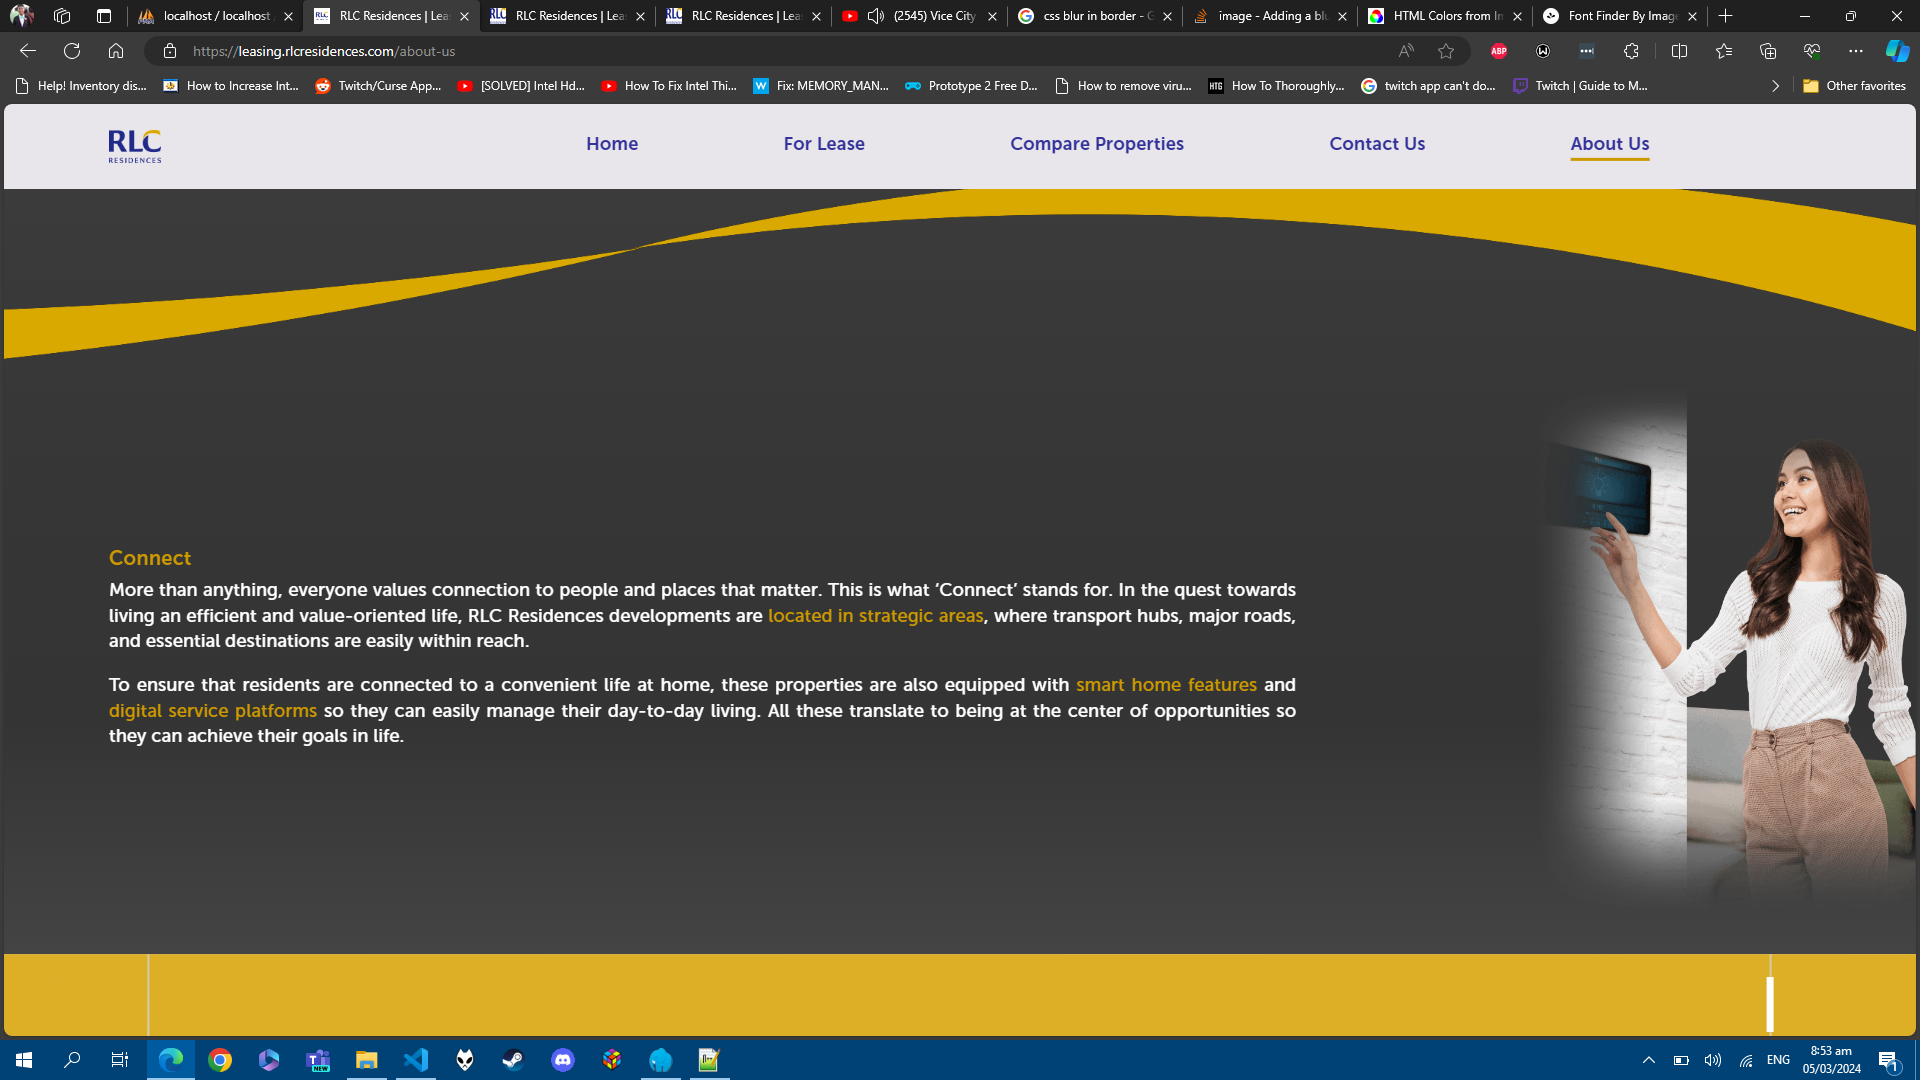 localhost / localhost /
RLC Residences | Leas
RLC Residences | Leas
RLC Residences | Leas
(2545) Vice City
css blur in border - G
image - Adding a blu
HTML Colors from Im
Font Finder By Image
https://leasing.rlcresidences.com/about-us
ABP
Help! Inventory dis...
How to Increase Int...
Twitch/Curse App...
[SOLVED] Intel Hd...
How To Fix Intel Thi...
Fix: MEMORY_MAN...
Prototype 2 Free D...
How to remove viru...
HTG
How To Thoroughly...
twitch app can't do...
Twitch | Guide to M...
Other favorites
RLC
RESIDENCES
Home
For Lease
Compare Properties
Contact Us
About Us
Connect
More than anything, everyone values connection to people and places that matter. This is what ‘Connect’ stands for. In the quest towards
living an efficient and value-oriented life, RLC Residences developments are located in strategic areas, where transport hubs, major roads,
and essential destinations are easily within reach.
To ensure that residents are connected to a convenient life at home, these properties are also equipped with smart home features and
digital service platforms so they can easily manage their day-to-day living. All these translate to being at the center of opportunities so
they can achieve their goals in life.
NEW
ENG
8:53 am
05/03/2024
1